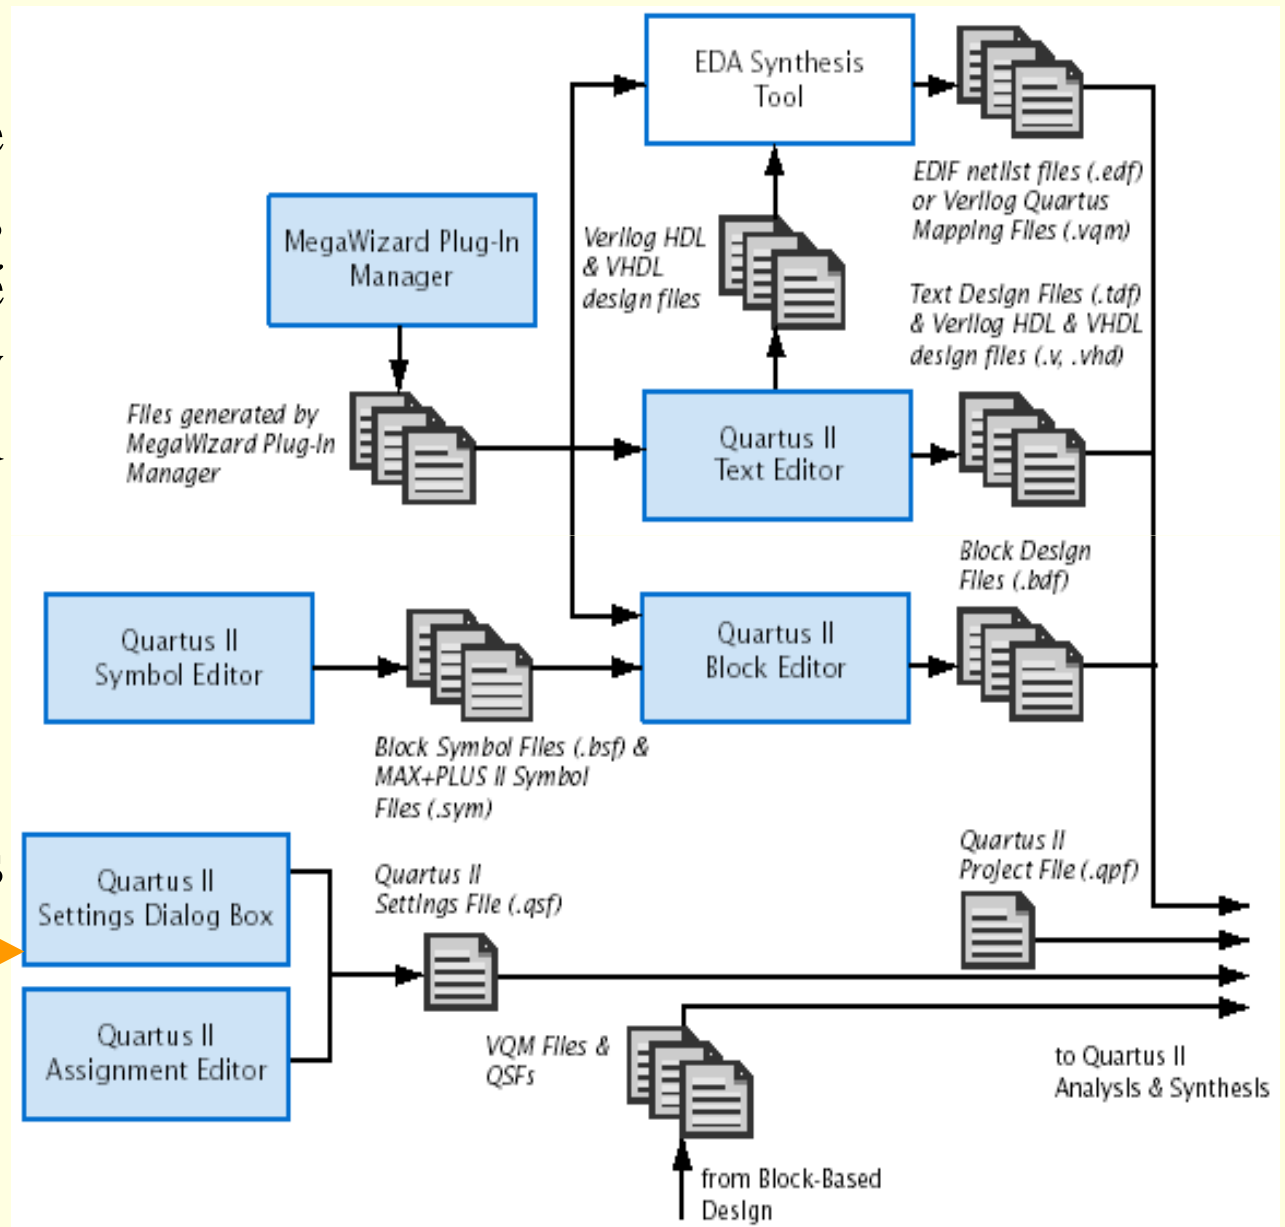 EDA Synthesis
Tool
EDIF netlist files (.edf)
or Verilog Quartus
Mapping Files (.vqm)
MegaWizard Plug-In
Manager
Verilog HDL
& VHDL
design files
Text Design Files (.tdf)
& Verilog HDL & VHDL
design files (.v, .vhd)
Files generated by
MegaWizard Plug-In
Manager
Quartus II
Text Editor
Block Design
Files (.bdf)
Quartus II
Symbol Editor
Quartus II
Block Editor
Block Symbol Files (.bsf) &
MAX+PLUS II Symbol
Files (.sym)
Quartus II
Settings Dialog Box
Quartus II
Settings File (.qsf)
Quartus II
Project File (.qpf)
Quartus II
Assignment Editor
VQM Files &
QSFs
to Quartus II
Analysis & Synthesis
from Block-Based
Design